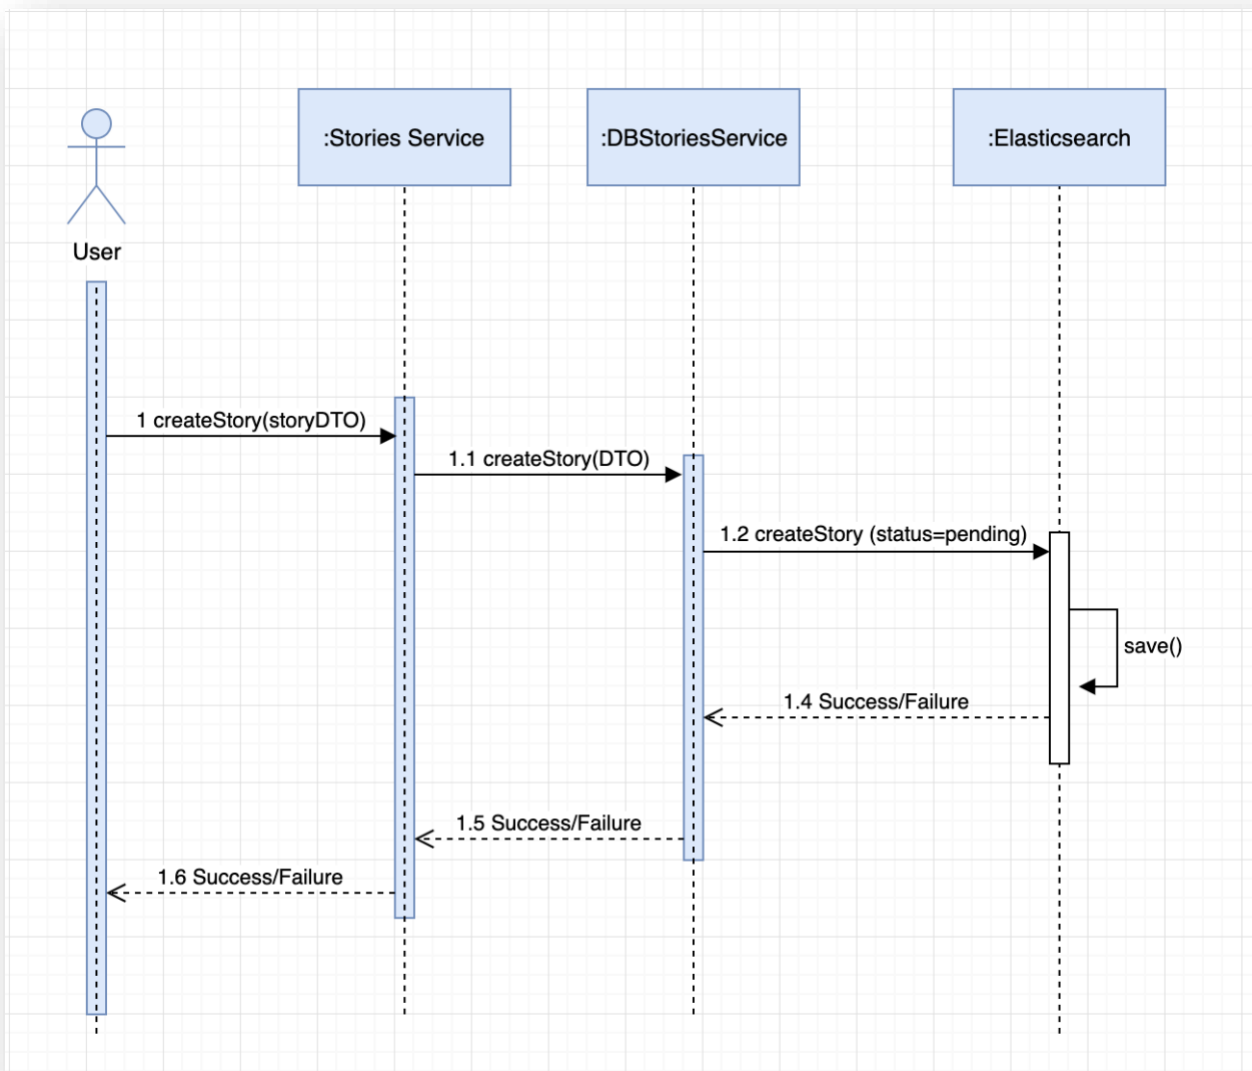 :Stories Service
:DBStoriesService
:Elasticsearch
User
1 createStory(storyDTO)
1.1 createStory(DTO)
1.2 createStory (status=pending)
save()
1.4 Success/Failure
1.5 Success/Failure
1.6 Success/Failure